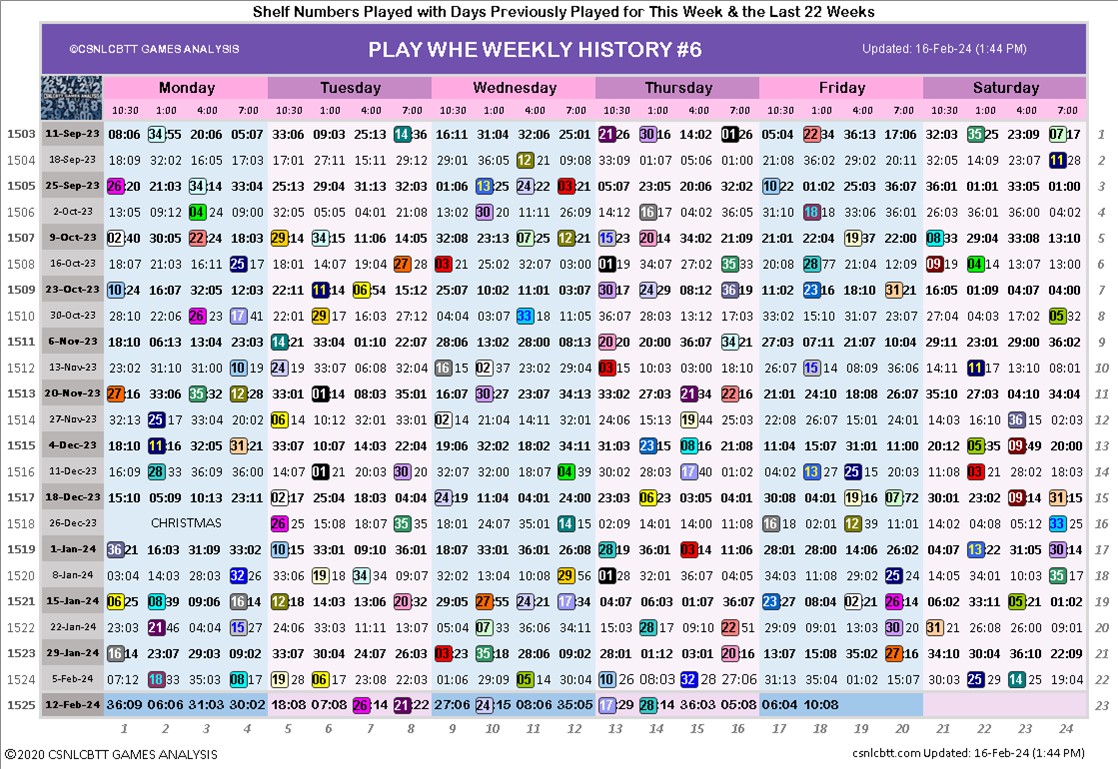 Shelf Numbers Played with Days Previously Played for This Week & the Last 22 Weeks
©CSNLCBTT GAMES ANALYSIS PLAY WHE WEEKLY HISTORY #6 Updated: 16-Feb-24 (1:44 PM)
Monday Tuesday Wednesday Thursday Friday Saturday
10:30 1:00 4:00 7:00 10:30 1:00 4:00 7:00 10:30 1:00 4:00 7:00 10:30 1:00 4:00 7:00 10:30 1:00 4:00 7:00 10:30 1:00 4:00 7:00
1503 11-Sep-23 08:06 34:55 20:06 05:07 33:06 09:03 25:13 14:36 16:11 31:04 32:06 25:01 21:26 30:16 14:02 01:26 05:04 22:34 36:13 17:06 32:03 35:25 23:09 07:17 1
1504 18-Sep-23 18:09 32:02 16:05 17:03 17:01 27:11 15:11 29:12 29:01 36:05 12:21 09:08 33:09 01:07 05:06 01:00 21:08 36:02 29:02 20:11 32:05 14:09 23:07 11:28 2
1505 25-Sep-23 26:20 21:03 34:14 33:04 25:13 29:04 31:13 32:03 01:06 13:25 24:22 03:21 05:07 23:05 20:06 32:02 10:22 01:02 25:03 36:07 36:01 01:01 33:05 01:00 3
1506 2-Oct-23 13:05 09:12 04:24 09:00 32:05 05:05 04:01 21:08 13:02 30:20 11:11 26:09 14:12 16:17 04:02 36:05 31:10 18:18 33:06 36:01 26:03 36:01 36:00 04:02 4
1507 9-Oct-23 02:40 30:05 22:24 18:03 29:14 34:15 11:06 14:05 32:08 23:13 07:25 12:21 15:23 20:14 34:02 21:09 21:01 22:04 19:37 22:00 08:33 29:04 33:08 13:10 5
1508 16-Oct-23 18:07 21:03 16:11 25:17 18:01 14:07 19:04 27:28 03:21 25:02 32:07 03:00 01:19 34:07 27:02 35:33 20:08 28:77 21:04 12:09 09:19 04:14 13:07 13:00 6
1509 23-Oct-23 10:24 16:07 32:05 12:03 22:11 11:14 06:54 15:12 25:07 10:02 11:01 03:07 30:17 24:29 08:12 36:19 11:02 23:16 18:10 31:21 16:05 01:09 04:07 04:00 7
1510 30-Oct-23 28:10 22:06 26:23 17:41 22:01 29:17 16:03 27:12 04:04 03:07 33:18 11:05 36:07 28:03 13:12 17:03 33:02 18:04 15:10 31:04 27:04 04:03 17:02 05:32 8
1511 6-Nov-23 18:10 06:13 13:04 23:03 14:21 33:04 01:10 22:07 28:06 13:02 28:00 08:13 20:20 20:00 36:07 34:21 27:03 07:11 21:07 10:04 29:11 23:01 29:00 36:02 9
1512 13-Nov-23 23:02 31:10 31:00 10:19 24:19 33:07 06:08 32:04 16:15 02:37 23:02 29:04 03:15 10:03 03:00 18:10 26:07 15:14 08:09 36:06 14:11 11:17 13:10 08:01 10
1513 20-Nov-23 27:16 33:06 35:32 12:28 33:01 01:14 08:03 35:01 16:07 30:27 23:07 34:13 33:02 27:03 21:34 22:16 21:01 24:10 18:08 26:07 35:10 27:03 04:10 34:04 11
1514 27-Nov-23 32:13 25:17 33:04 20:02 06:14 10:12 32:01 33:01 02:14 21:04 14:11 32:01 24:06 15:13 19:44 23:07 22:08 26:07 15:01 24:01 14:03 16:10 36:15 02:03 12
1515 4-Dec-23 18:10 11:16 32:05 31:21 33:07 10:07 14:03 22:04 19:06 32:02 18:02 34:11 31:03 23:15 08:16 21:08 11:04 15:07 13:01 11:00 20:12 05:35 09:49 20:00 13
1516 11-Dec-23 16:09 28:33 36:09 36:00 14:07 01:21 20:03 30:20 32:07 32:00 18:07 04:39 30:02 28:03 17:40 01:02 04:02 13:27 25:15 20:03 11:08 03:21 28:02 18:03 14
1517 18-Dec-23 15:10 05:09 10:13 23:11 02:17 25:04 18:03 04:04 24:19 11:04 04:01 24:00 23:03 06:23 03:05 04:01 30:08 04:01 19:16 07:72 30:01 23:02 09:14 31:15 15
1518 26-Dec-23 CHRISTMAS 26:25 15:08 18:07 35:35 18:01 24:07 35:01 14:15 02:09 14:01 14:00 11:08 16:18 02:01 12:39 11:02 14:02 04:08 05:12 33:25 16
1519 1-Jan-24 36:21 16:03 31:09 33:02 10:15 33:01 09:10 36:01 18:07 33:01 36:01 26:08 28:19 36:01 03:14 11:06 28:01 28:00 14:06 26:02 04:07 13:22 31:05 30:14 17
1520 8-Jan-24 03:04 14:03 28:03 32:26 33:06 19:18 34:34 09:07 32:02 13:04 10:08 29:56 01:28 32:01 36:07 04:05 34:03 11:08 29:02 25:24 18:05 34:01 10:03 35:17 18
1521 15-Jan-24 06:25 08:39 09:06 16:14 12:18 14:03 13:06 20:32 29:05 27:55 24:21 17:34 04:07 06:03 01:07 36:07 23:27 08:04 02:21 26:14 06:02 33:11 05:21 01:02 19
1522 22-Jan-24 23:03 21:46 04:04 15:27 24:06 33:03 11:11 13:07 05:04 07:11 36:06 34:11 15:03 28:17 09:10 22:51 13:02 11:04 08:05 30:20 31:21 26:08 26:00 09:01 20
1523 29-Jan-24 16:14 23:07 29:03 09:02 33:07 30:04 24:07 26:03 03:23 35:18 28:06 09:02 28:01 01:12 03:01 20:16 13:07 15:08 35:02 27:16 34:10 30:04 36:10 22:09 21
1524 5-Feb-24 07:12 18:33 35:03 08:17 19:28 06:17 23:08 22:03 01:06 29:09 05:14 30:04 10:26 08:03 32:28 27:06 31:13 35:04 01:02 15:07 30:03 25:29 14:25 19:04 22
1525 12-Feb-24 36:09 06:06 31:03 30:02 18:08 07:08 26:14 21:22 27:06 24:15 08:06 35:05 17:29 28:14 36:03 05:08 06:04 10:08 23
1 2 3 4 5 6 7 8 9 10 11 12 13 14 15 16 17 18 19 20 21 22 23 24
©2020 CSNLCBTT GAMES ANALYSIS csnlcbtt.com Updated: 16-Feb-24 (1:44 PM)